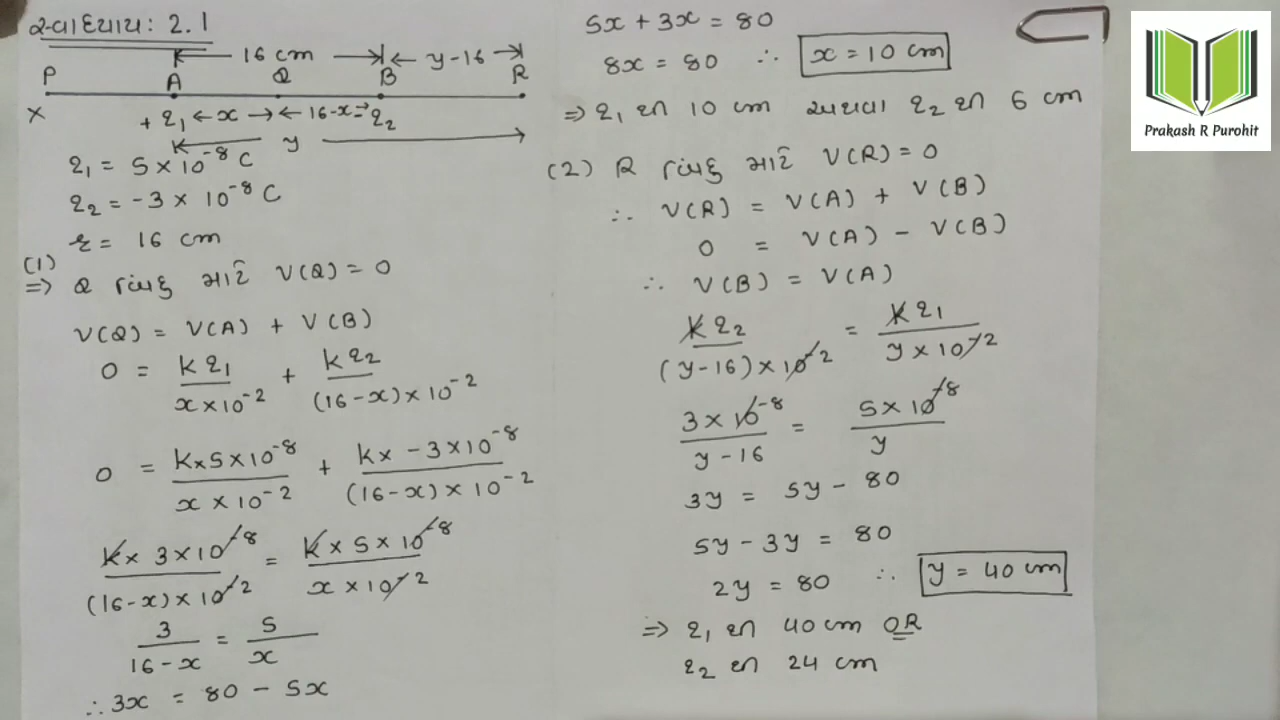 સ્વાધ્યાય: 2.1
16 cm y-16
P A Q B R
X + q₁ ← x → ← 16-x → q₂
y
q₁ = 5 × 10⁻⁸ C
q₂ = -3 × 10⁻⁸ C
r = 16 cm
(1)
⇒ Q બિંદુ માટે V(Q) = 0
V(Q) = V(A) + V(B)
0 = kq₁ / x×10⁻² + kq₂ / (16-x)×10⁻²
0 = k×5×10⁻⁸ / x×10⁻² + k× -3×10⁻⁸ / (16-x)×10⁻²
k× 3×10⁻⁸ / (16-x)×10⁻² = k×5×10⁻⁸ / x×10⁻²
3 / 16-x = 5 / x
∴ 3x = 80 - 5x
5x + 3x = 80
8x = 80 ∴ x = 10 cm
⇒ q₁ થી 10 cm અથવા q₂ થી 6 cm
(2) R બિંદુ માટે V(R) = 0
∴ V(R) = V(A) + V(B)
0 = V(A) - V(B)
∴ V(B) = V(A)
kq₂ / (y-16)×10⁻² = kq₁ / y×10⁻²
3×10⁻⁸ / y-16 = 5×10⁻⁸ / y
3y = 5y - 80
5y - 3y = 80
2y = 80 ∴ y = 40 cm
⇒ q₁ થી 40 cm OR
q₂ થી 24 cm
Prakash R Purohit